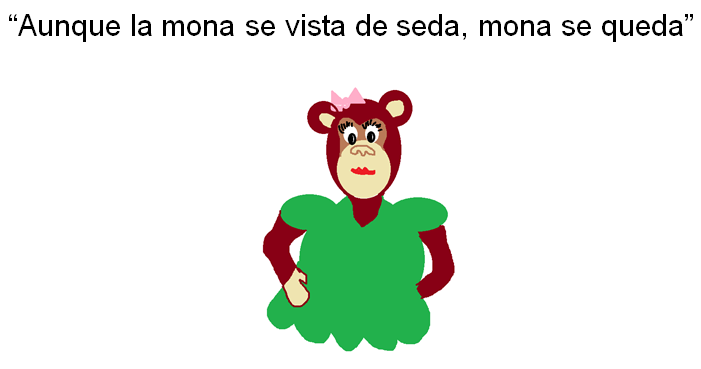 “Aunque la mona se vista de seda, mona se queda”